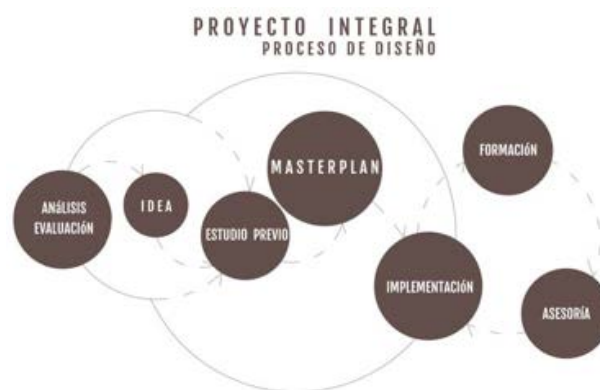 PROYECTO INTEGRAL
PROCESO DE DISEÑO
ANáLISIS
EVALUACIÓN
IDEA
ESTUDIO PREVIO
MASTERPLAN
IMPLEMENTACIÓN
FORMACIÓN
ASESORÍA